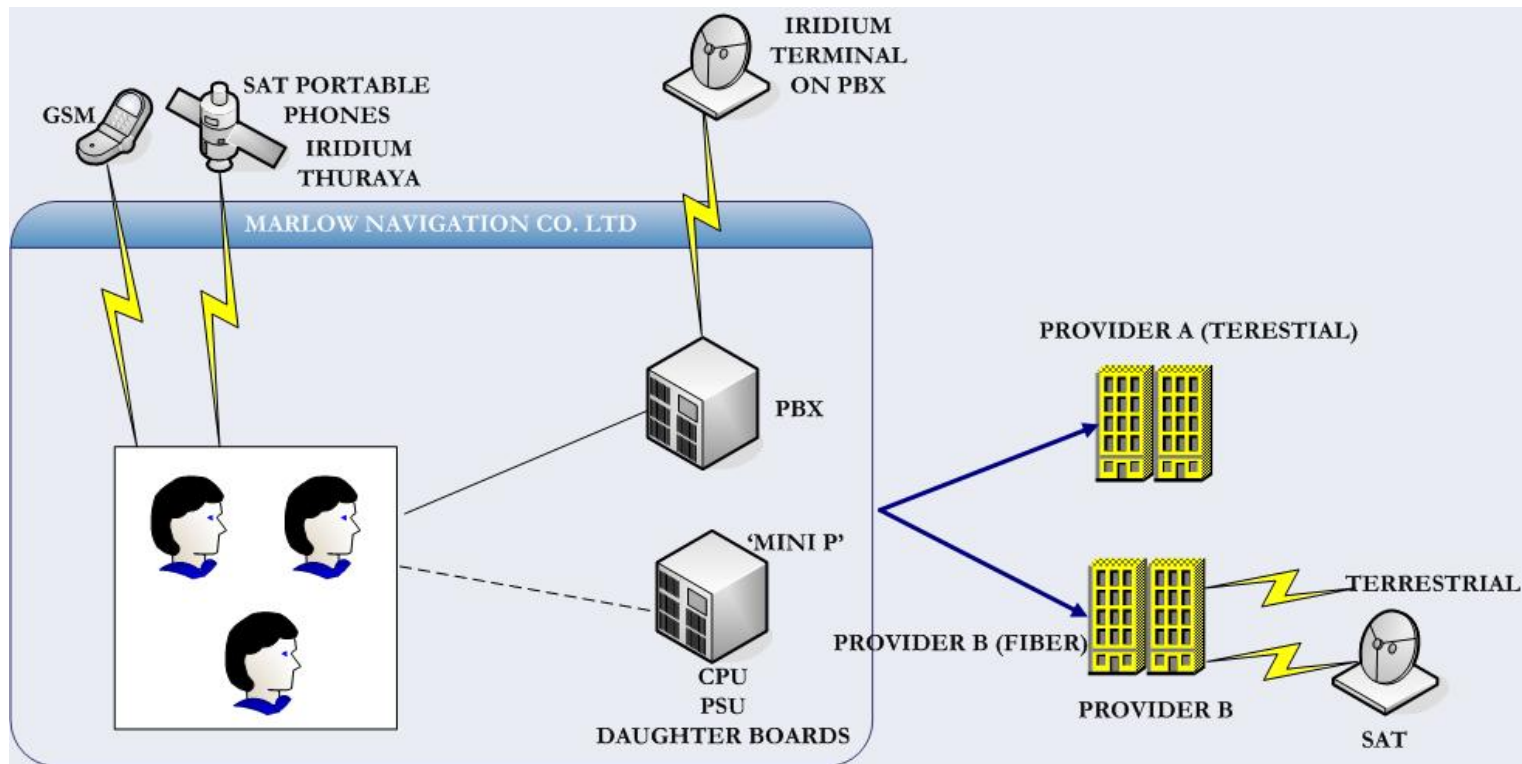 IRIDIUM
TERMINAL
ON PBX
SAT PORTABLE
PHONES
GSM
IRIDIUM
THURAYA
MARLOW NAVIGATION CO. LTD
PROVIDER A (TERESTIAL)
PBX
‘MINI P’
TERRESTRIAL
PROVIDER B (FIBER)
CPU
PSU
DAUGHTER BOARDS
PROVIDER B
SAT